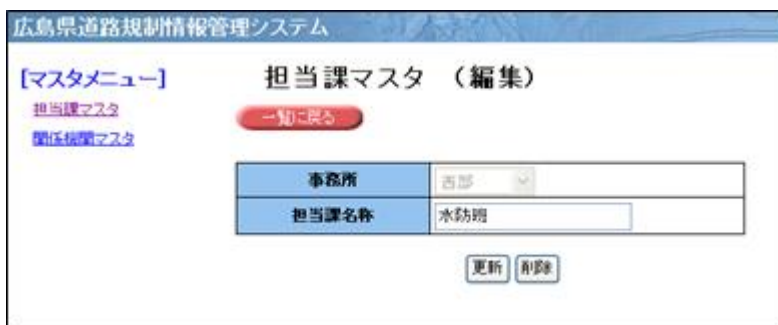 広島県道路規制情報管理システム
[マスタメニュー]
担当課マスタ
関係機関マスタ
担当課マスタ (編集)
一覧に戻る
事務所
西部
担当課名称
水防班
更新 削除